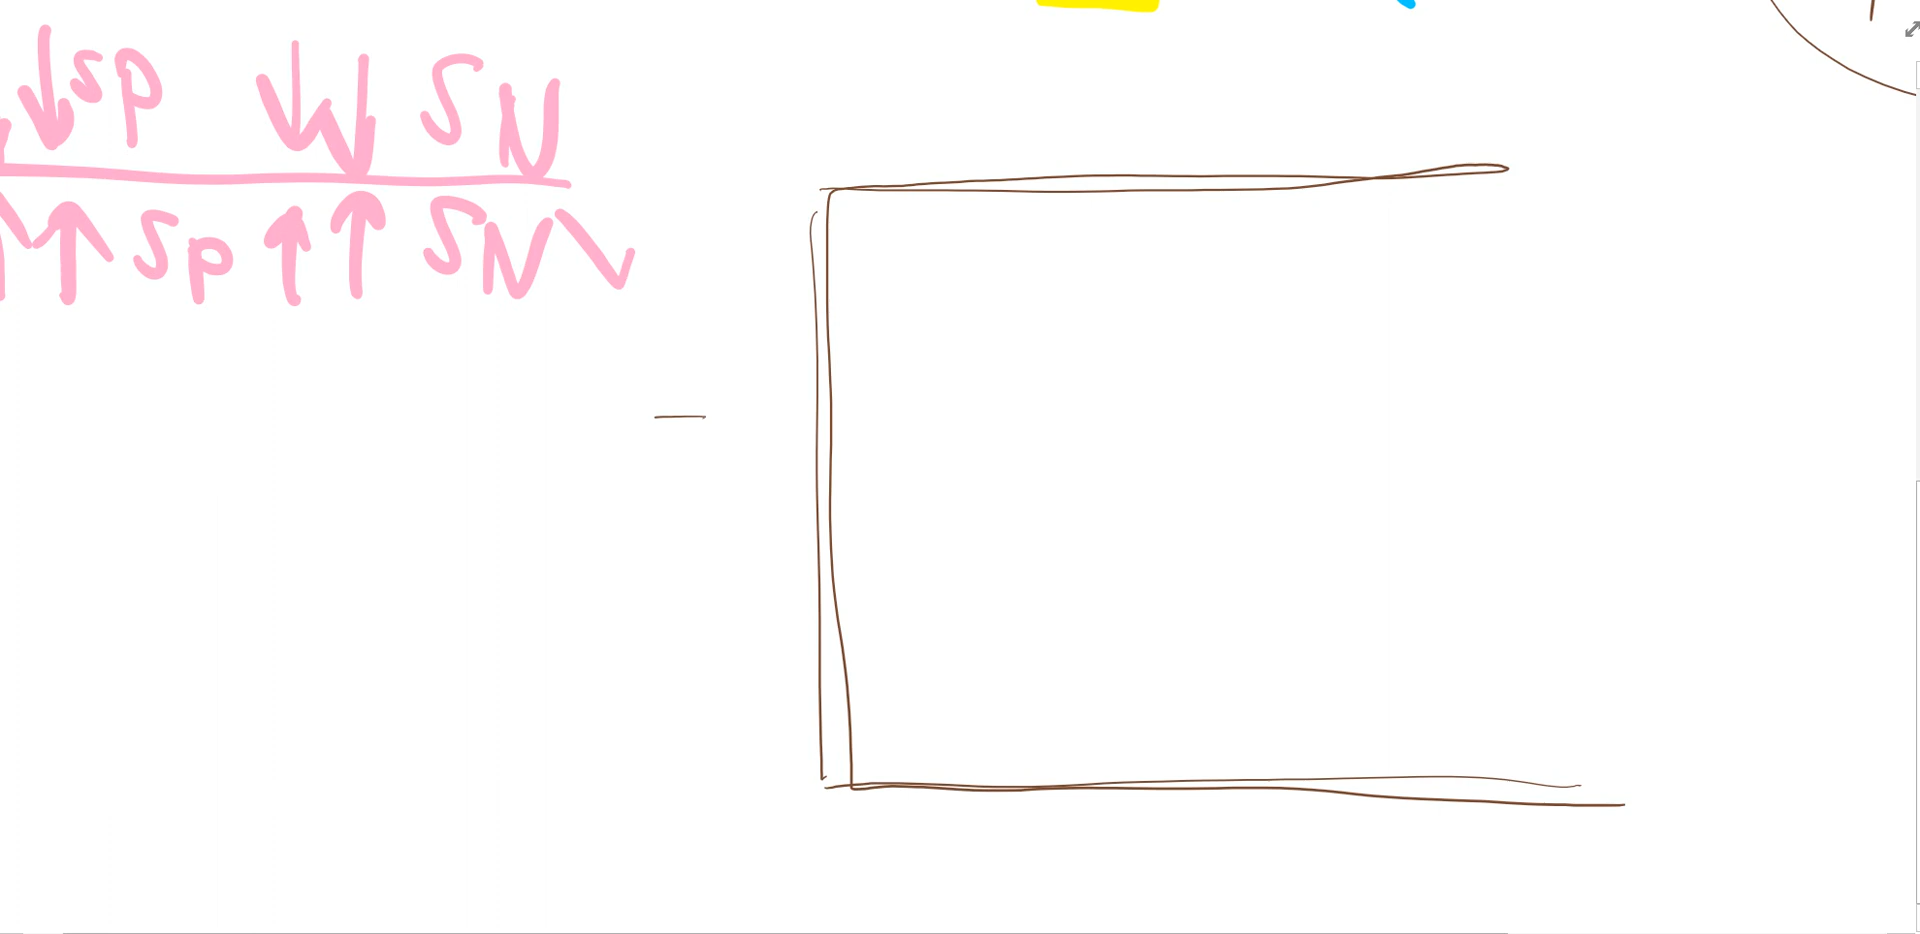 ↓sp ↓↓ SN
↑↑ Sp ↑↑ SN